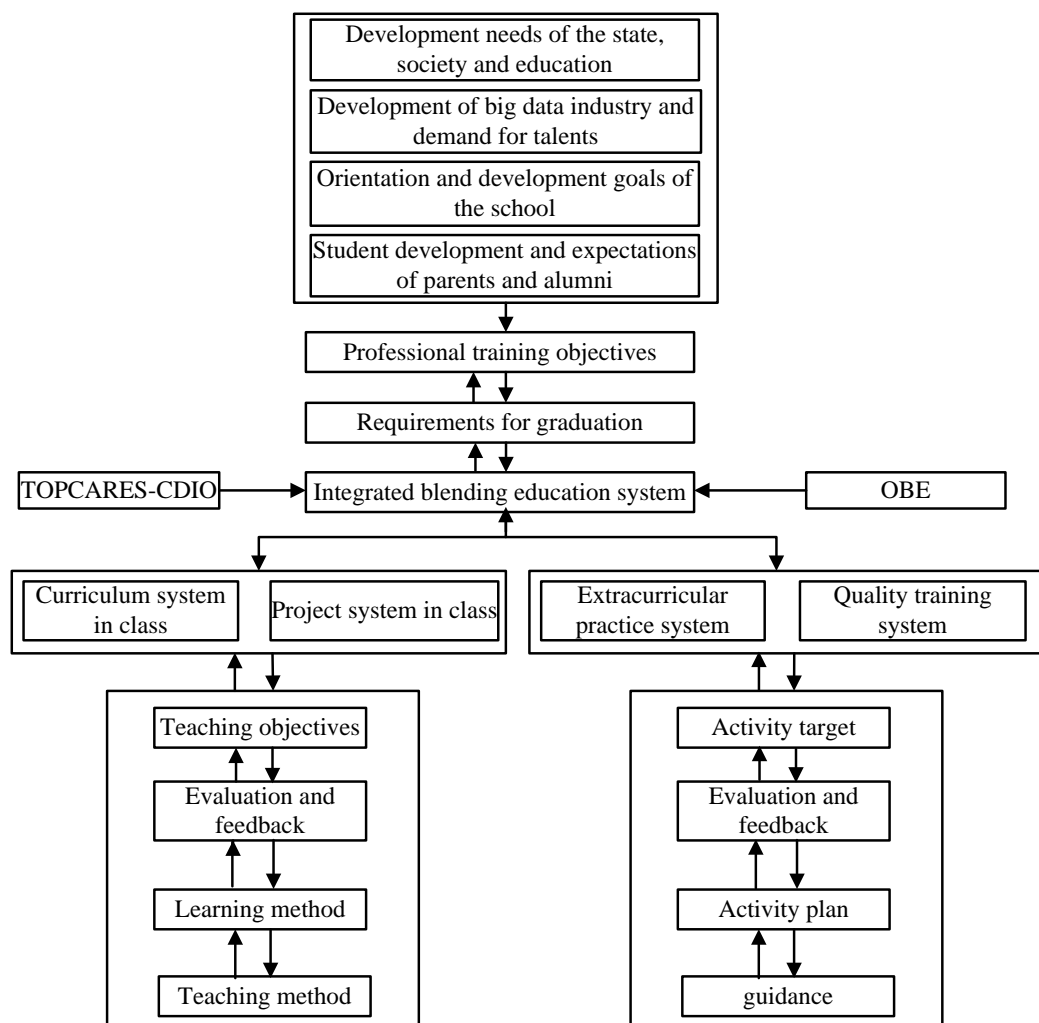 Development needs of the state,
society and education
Development of big data industry and
demand for talents
Orientation and development goals of
the school
Student development and expectations
of parents and alumni
Professional training objectives
Requirements for graduation
TOPCARES-CDIO
Integrated blending education system
OBE
Curriculum system
in class
Project system in class
Extracurricular
practice system
Quality training
system
Teaching objectives
Evaluation and
feedback
Learning method
Teaching method
Activity target
Evaluation and
feedback
Activity plan
guidance